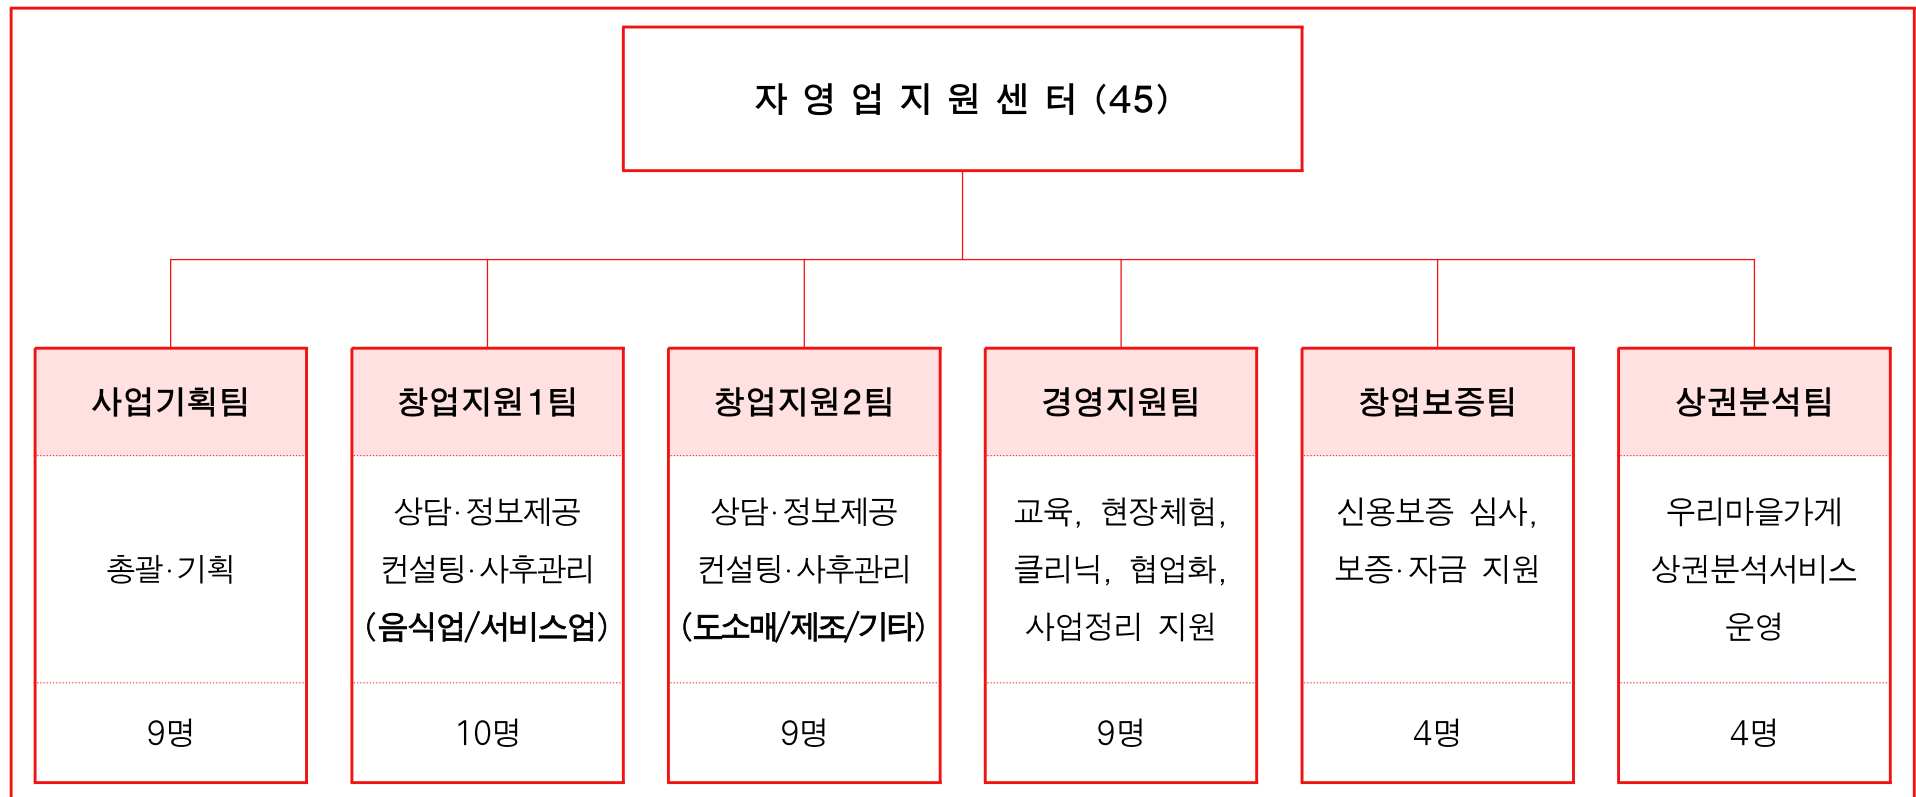 자 영 업 지 원 센 터 (45)
사업기획팀
총괄·기획
9명
창업지원1팀
상담·정보제공
컨설팅·사후관리
(음식업/서비스업)
10명
창업지원2팀
상담·정보제공
컨설팅·사후관리
(도소매/제조/기타)
9명
경영지원팀
교육, 현장체험,
클리닉, 협업화,
사업정리 지원
9명
창업보증팀
신용보증 심사,
보증·자금 지원
4명
상권분석팀
우리마을가게
상권분석서비스
운영
4명